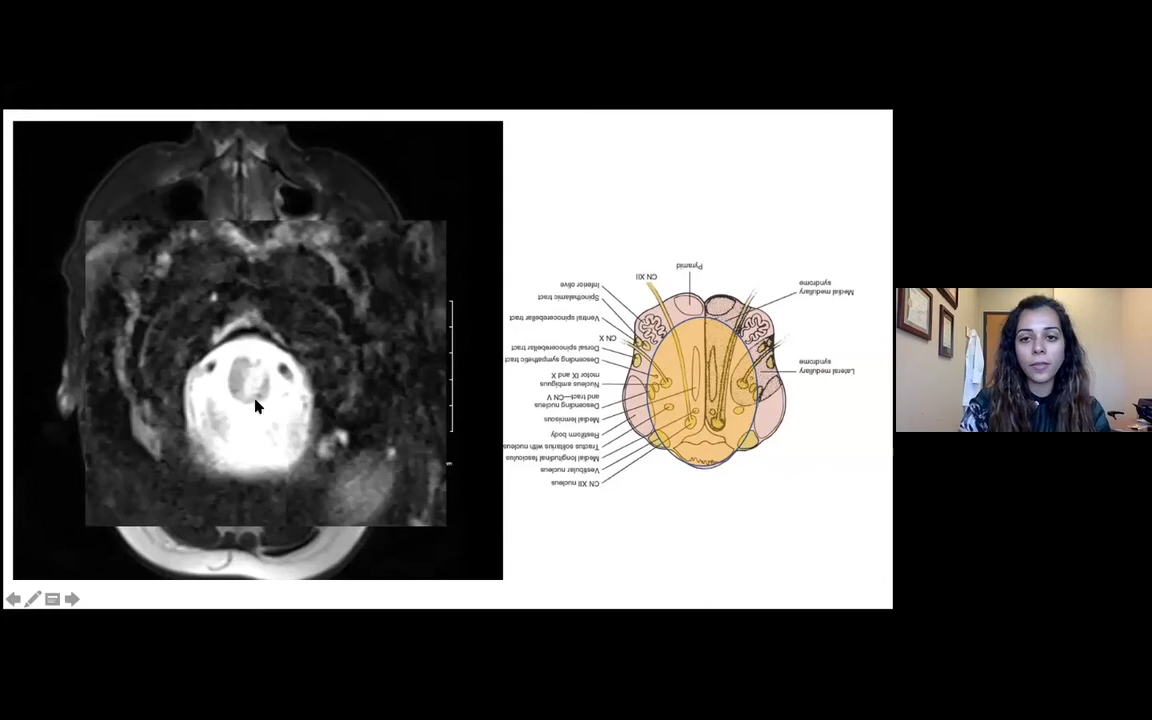 Pyramid
CN XII
Inferior olive
Spinothalamic tract
Ventral spinocerebellar tract
CN X
Dorsal spinocerebellar tract
Descending sympathetic tract
Nucleus ambiguus
motor IX and X
Descending nucleus
and tract—CN V
Medial lemniscus
Restiform body
Tractus solitarius with nucleus
Medial longitudinal fasciculus
Vestibular nucleus
CN XII nucleus
Medial medullary
syndrome
Lateral medullary
syndrome